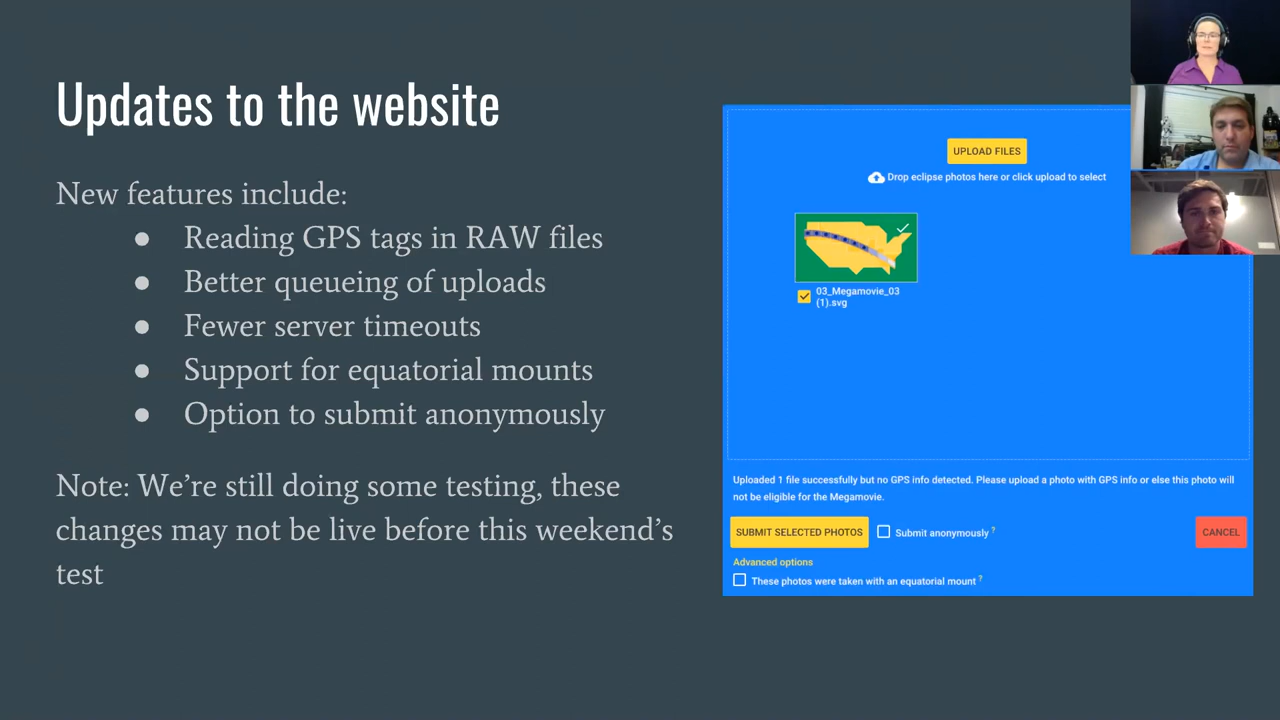 Updates to the website
New features include:
● Reading GPS tags in RAW files
● Better queueing of uploads
● Fewer server timeouts
● Support for equatorial mounts
● Option to submit anonymously
Note: We’re still doing some testing, these
changes may not be live before this weekend’s
test
UPLOAD FILES
Drop eclipse photos here or click upload to select
03_Megamovie_03
(1).svg
Uploaded 1 file successfully but no GPS info detected. Please upload a photo with GPS info or else this photo will
not be eligible for the Megamovie.
SUBMIT SELECTED PHOTOS
Submit anonymously ?
CANCEL
Advanced options
These photos were taken with an equatorial mount ?